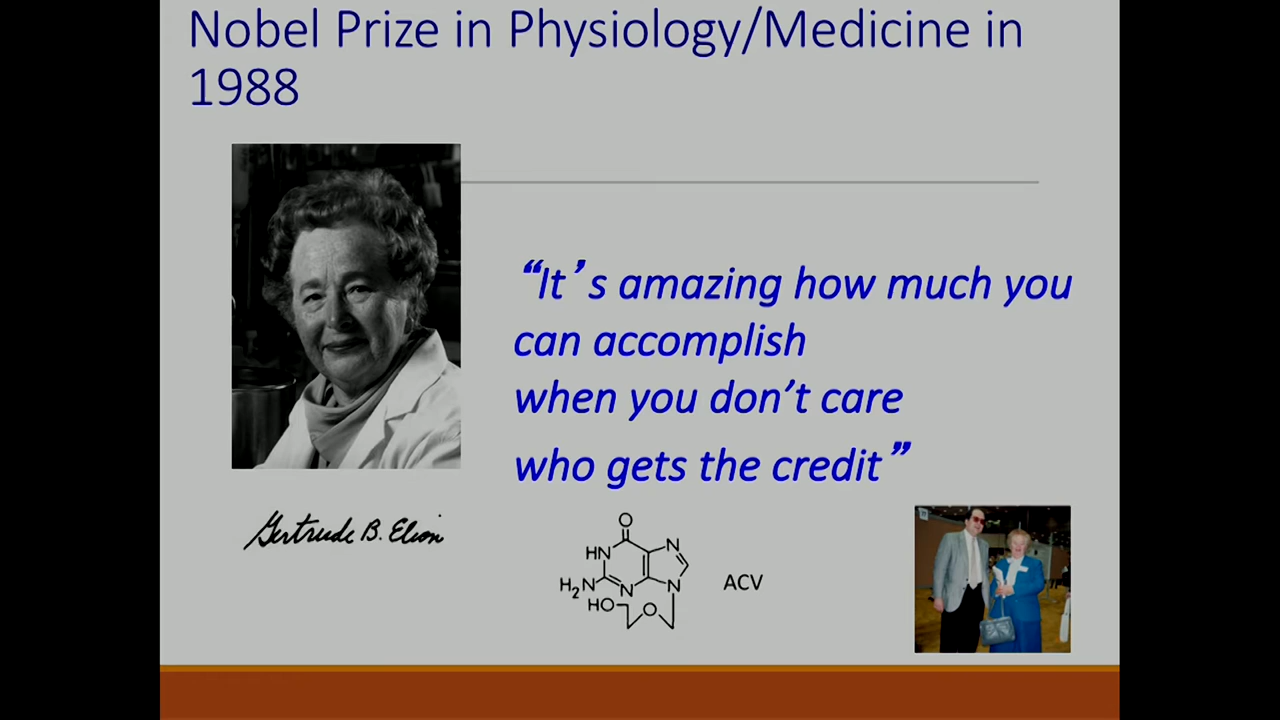 Nobel Prize in Physiology/Medicine in
1988
“It’s amazing how much you
can accomplish
when you don’t care
who gets the credit”
Gertrude B. Elion
O
HN
N
H2N
N
N
HO
O
ACV